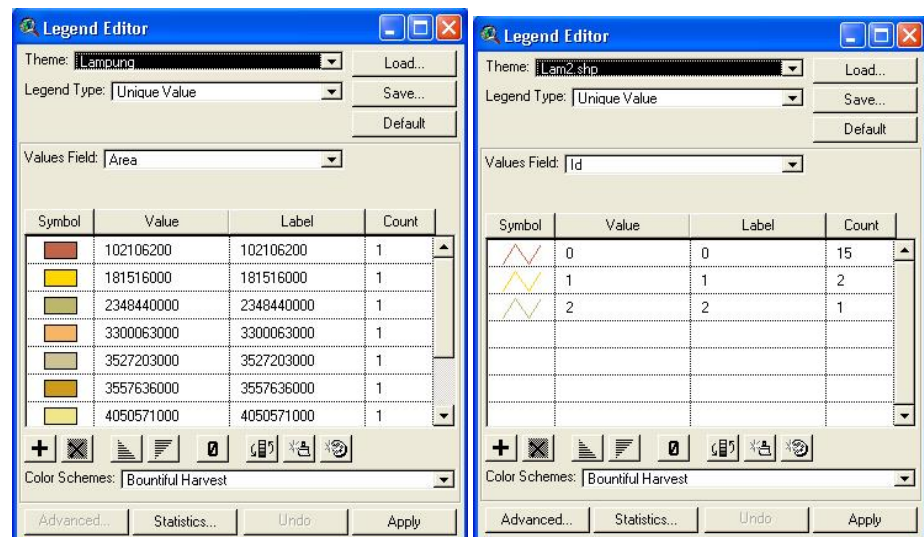 Legend Editor
Theme: Lampung
Load...
Legend Type: Unique Value
Save...
Default
Values Field: Area
Symbol Value Label Count
102106200 102106200 1
181516000 181516000 1
2348440000 2348440000 1
3300063000 3300063000 1
3527203000 3527203000 1
3557636000 3557636000 1
4050571000 4050571000 1
Color Schemes: Bountiful Harvest
Advanced... Statistics... Undo Apply
Legend Editor
Theme: Lam2.shp
Load...
Legend Type: Unique Value
Save...
Default
Values Field: Id
Symbol Value Label Count
0 0 15
1 1 2
2 2 1
Color Schemes: Bountiful Harvest
Advanced... Statistics... Undo Apply